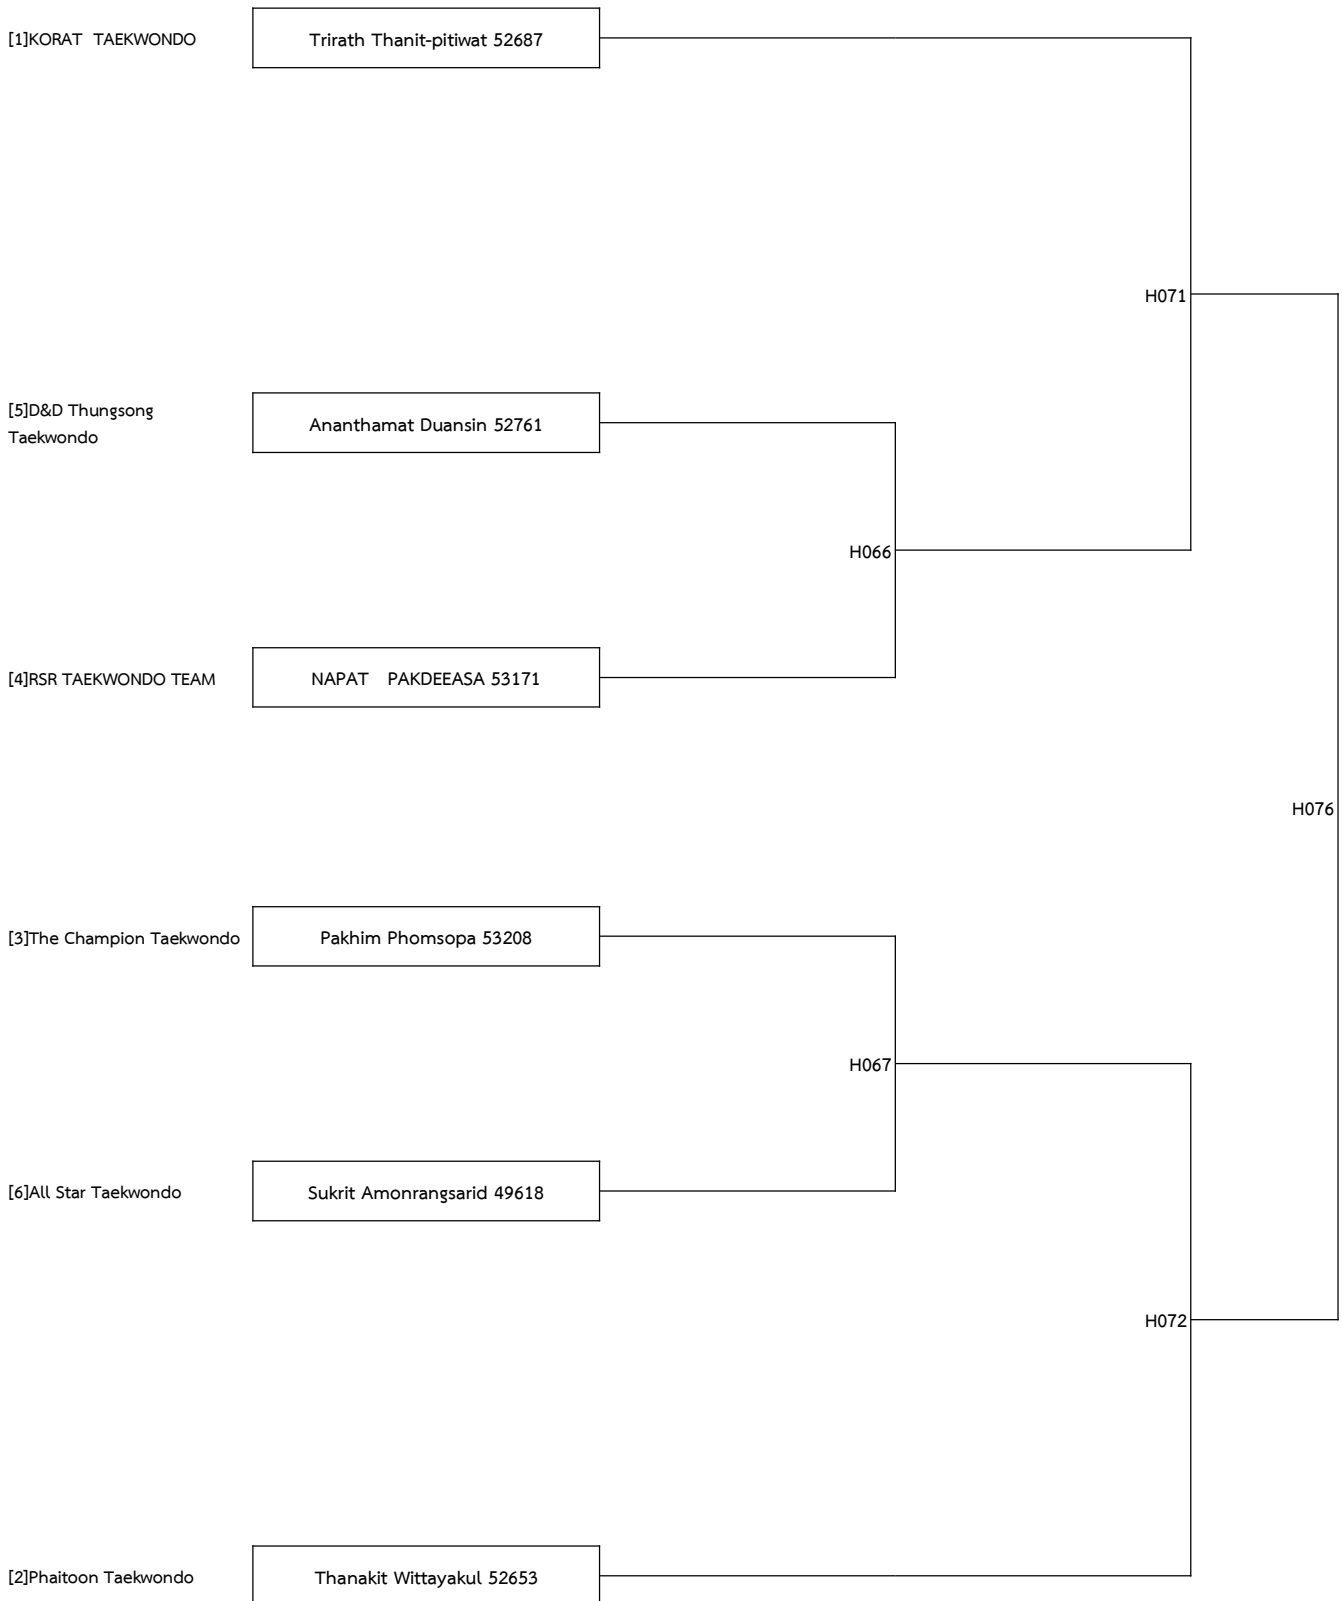 [1]KORAT  TAEKWONDO
Trirath Thanit-pitiwat 52687
H071
[5]D&D Thungsong
Taekwondo
Ananthamat Duansin 52761
H066
[4]RSR TAEKWONDO TEAM
NAPAT   PAKDEEASA 53171
H076
[3]The Champion Taekwondo
Pakhim Phomsopa 53208
H067
[6]All Star Taekwondo
Sukrit Amonrangsarid 49618
H072
[2]Phaitoon Taekwondo
Thanakit Wittayakul 52653